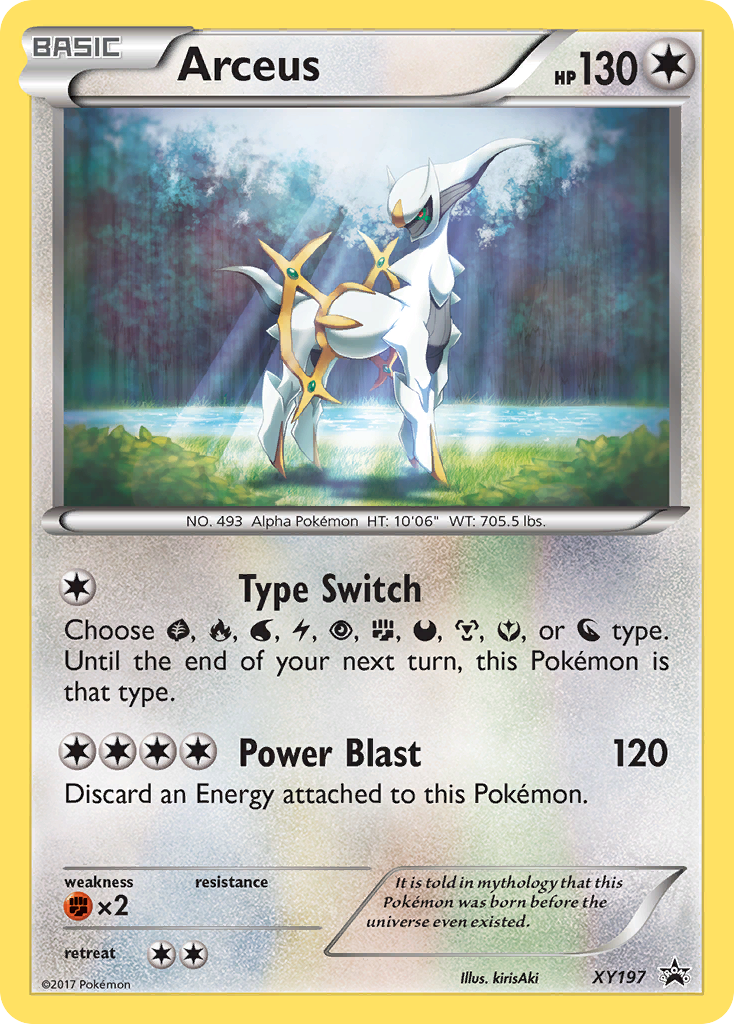 BASIC
Arceus
HP130
NO. 493 Alpha Pokémon HT: 10'06" WT: 705.5 lbs.
Type Switch
Choose , , , , , , , , , or type.
Until the end of your next turn, this Pokémon is
that type.
Power Blast 120
Discard an Energy attached to this Pokémon.
weakness resistance
×2
retreat
It is told in mythology that this
Pokémon was born before the
universe even existed.
©2017 Pokémon
Illus. kirisAki
XY197
PROMO